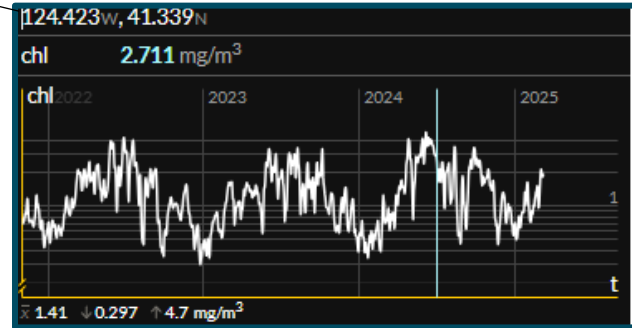 124.423W, 41.339N
chl 2.711 mg/m³
chl 2022 2023 2024 2025
1
t
x̄ 1.41 ↓0.297 ↑4.7 mg/m³